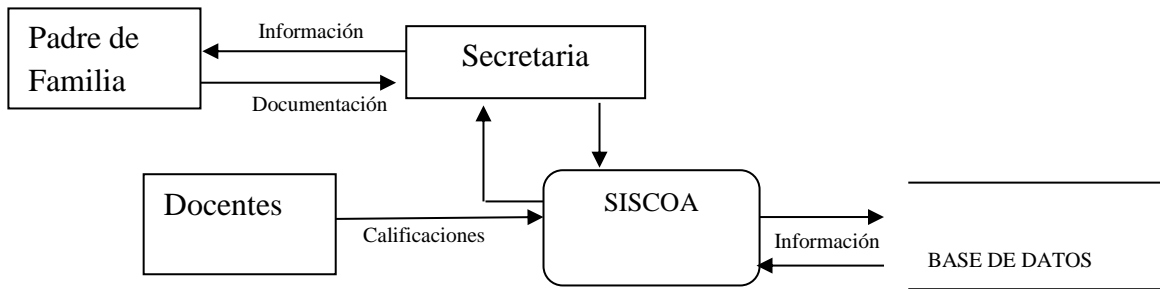 Padre de
Familia
Información
Documentación
Secretaria
Docentes
Calificaciones
SISCOA
Información
BASE DE DATOS